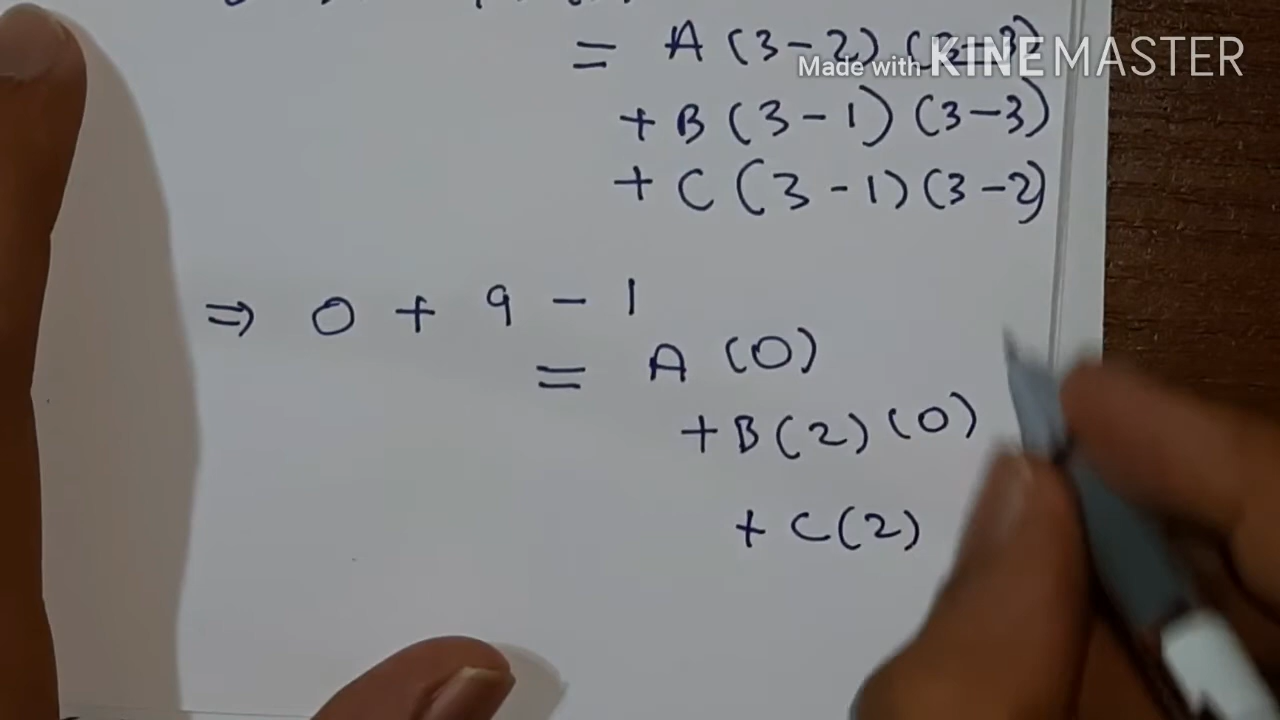 = A (3-2) (3-3)
Made with KINEMASTER
+ B (3-1) (3-3)
+ C (3-1) (3-2)
⇒ 0 + 9 - 1
= A (0)
+ B (2) (0)
+ C (2)